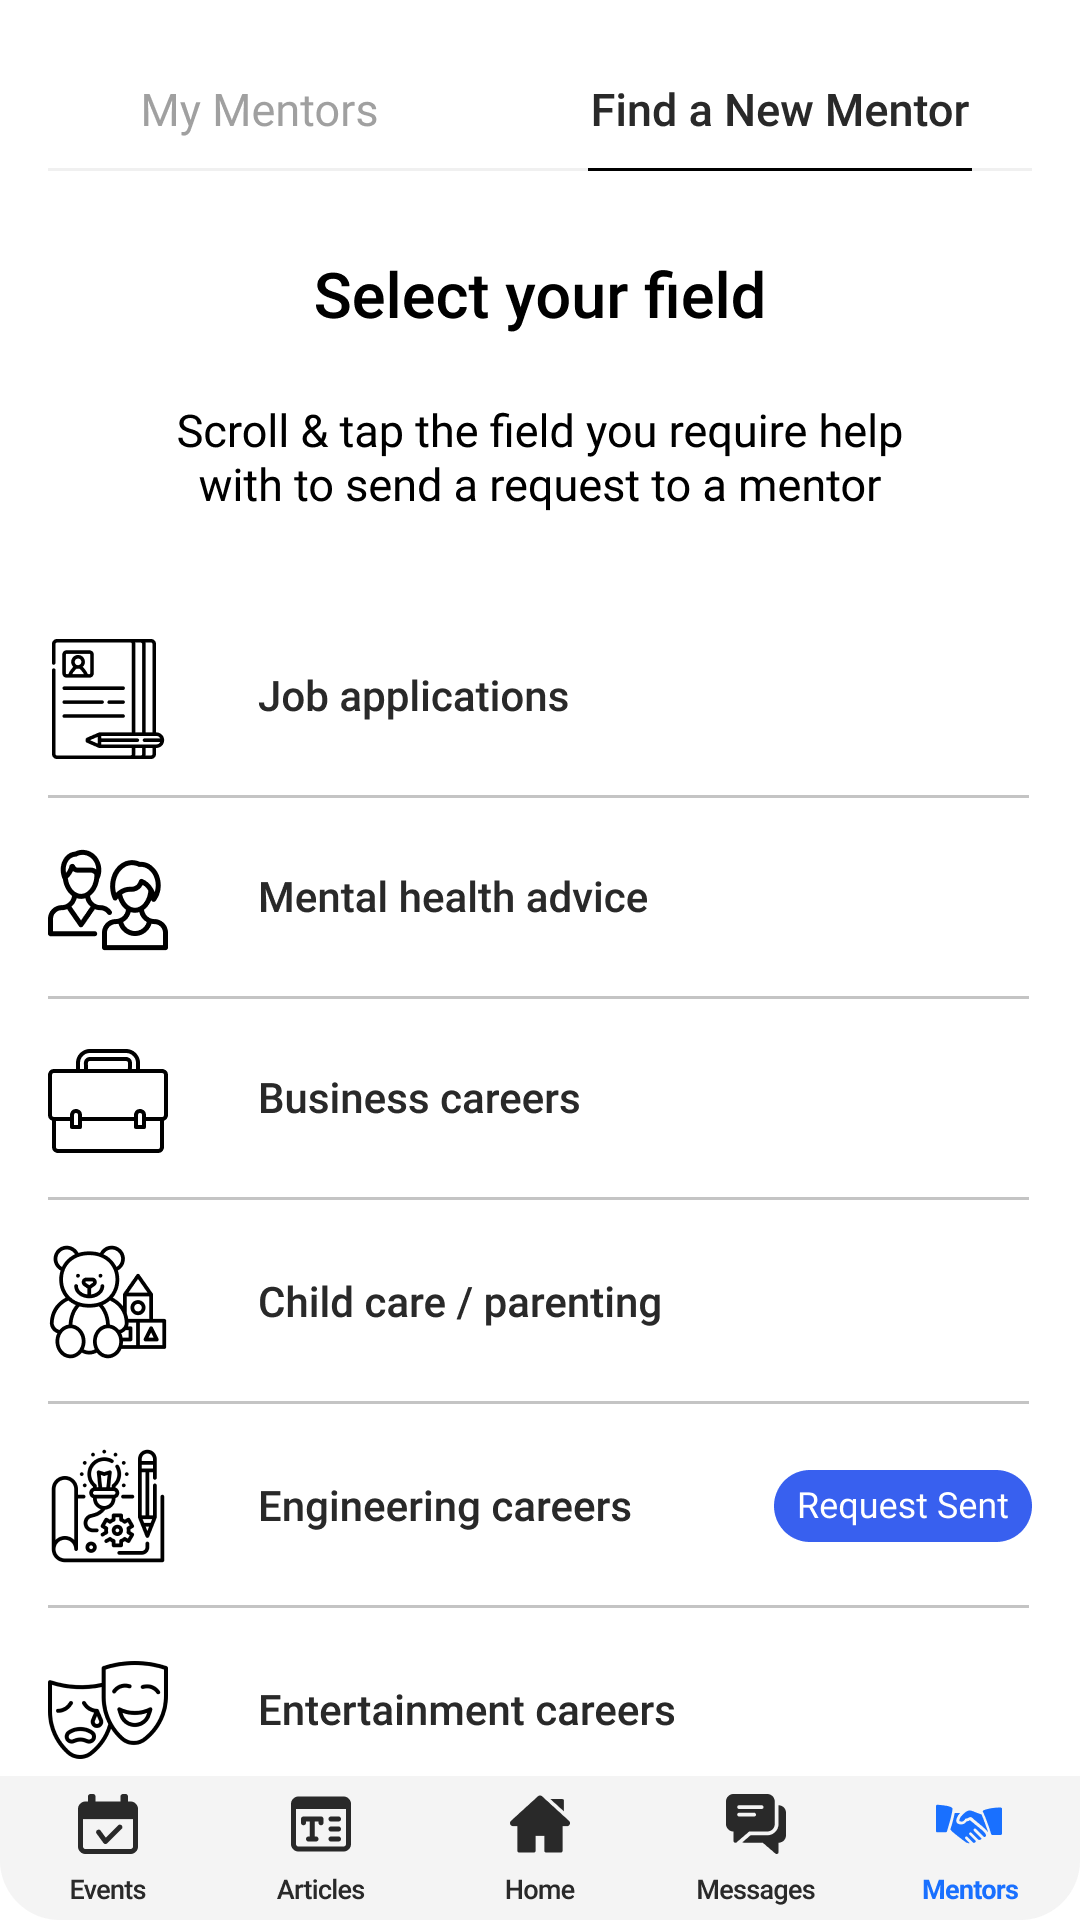 My Mentors
Find a New Mentor
Select your field
Scroll & tap the field you require help
with to send a request to a mentor
Job applications
Mental health advice
Business careers
Child care / parenting
Engineering careers
Request Sent
Entertainment careers
Events
Articles
Home
Messages
Mentors